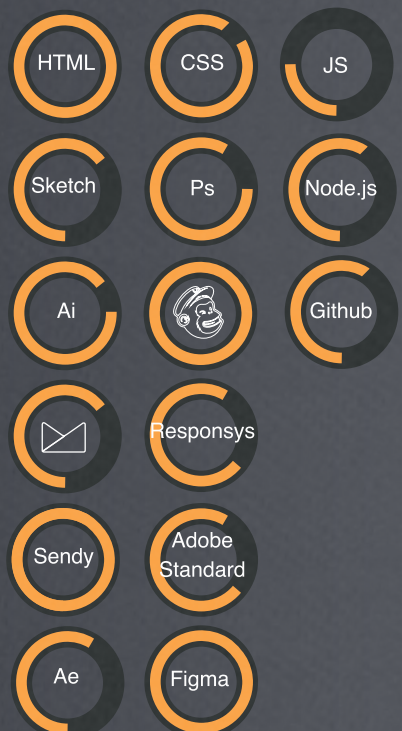 HTML
CSS
JS
Sketch
Ps
Node.js
Ai
Github
Responsys
Sendy
Adobe
Standard
Ae
Figma